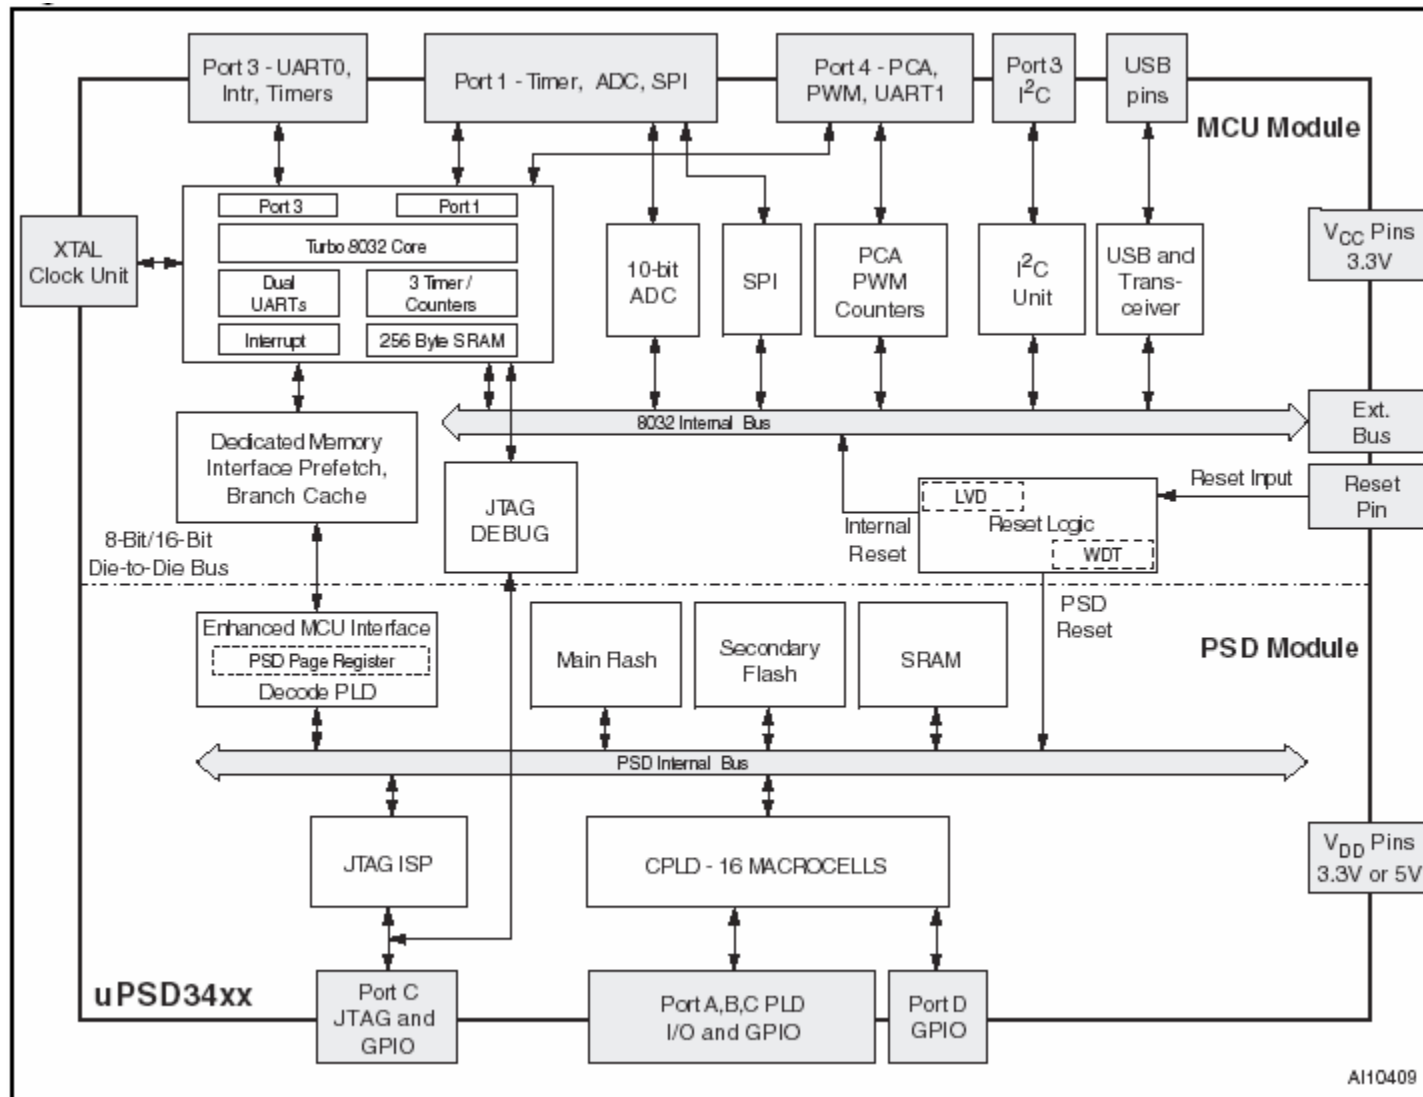 Port 3 - UART0,
Intr, Timers
Port 1 - Timer, ADC, SPI
Port 4 - PCA,
PWM, UART1
Port 3
I²C
USB
pins
MCU Module
Port 3
Port 1
Turbo 8032 Core
Dual
UARTs
3 Timer /
Counters
Interrupt
256 Byte SRAM
XTAL
Clock Unit
10-bit
ADC
SPI
PCA
PWM
Counters
I²C
Unit
USB and
Trans-
ceiver
VCC Pins
3.3V
8032 Internal Bus
Ext.
Bus
Dedicated Memory
Interface Prefetch,
Branch Cache
JTAG
DEBUG
Internal
Reset
LVD
Reset Logic
WDT
Reset Input
Reset
Pin
8-Bit/16-Bit
Die-to-Die Bus
PSD
Reset
Enhanced MCU Interface
PSD Page Register
Decode PLD
Main Flash
Secondary
Flash
SRAM
PSD Module
PSD Internal Bus
JTAG ISP
CPLD - 16 MACROCELLS
VDD Pins
3.3V or 5V
uPSD34xx
Port C
JTAG and
GPIO
Port A,B,C PLD
I/O and GPIO
Port D
GPIO
AI10409